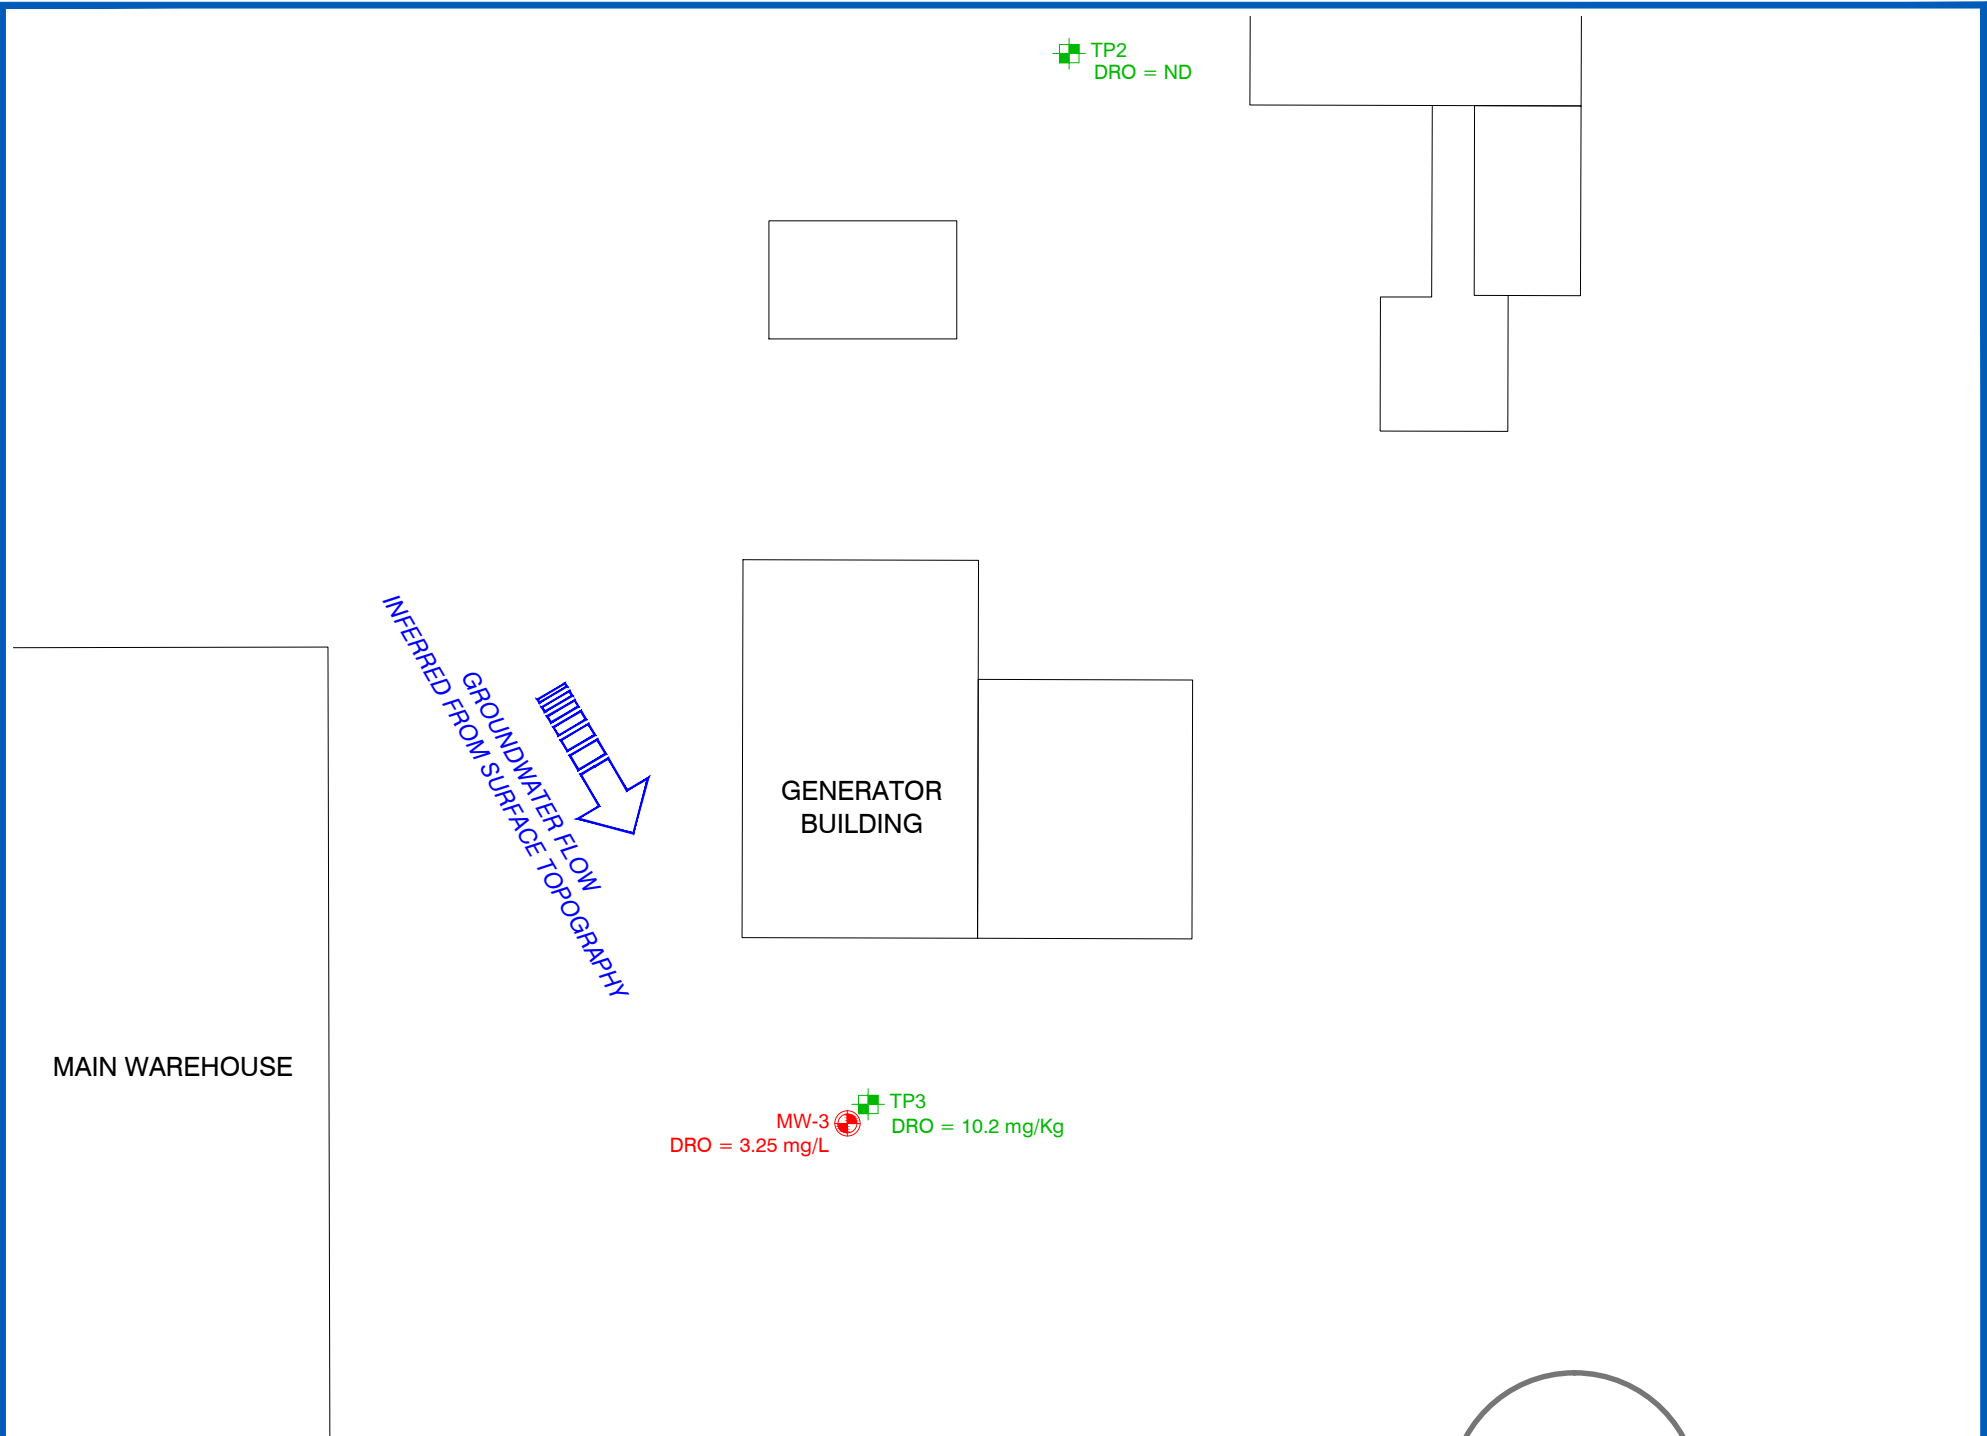 TP2
DRO = ND
INFERRED FROM SURFACE TOPOGRAPHY
GROUNDWATER FLOW
GENERATOR
BUILDING
MAIN WAREHOUSE
TP3
DRO = 10.2 mg/Kg
MW-3
DRO = 3.25 mg/L